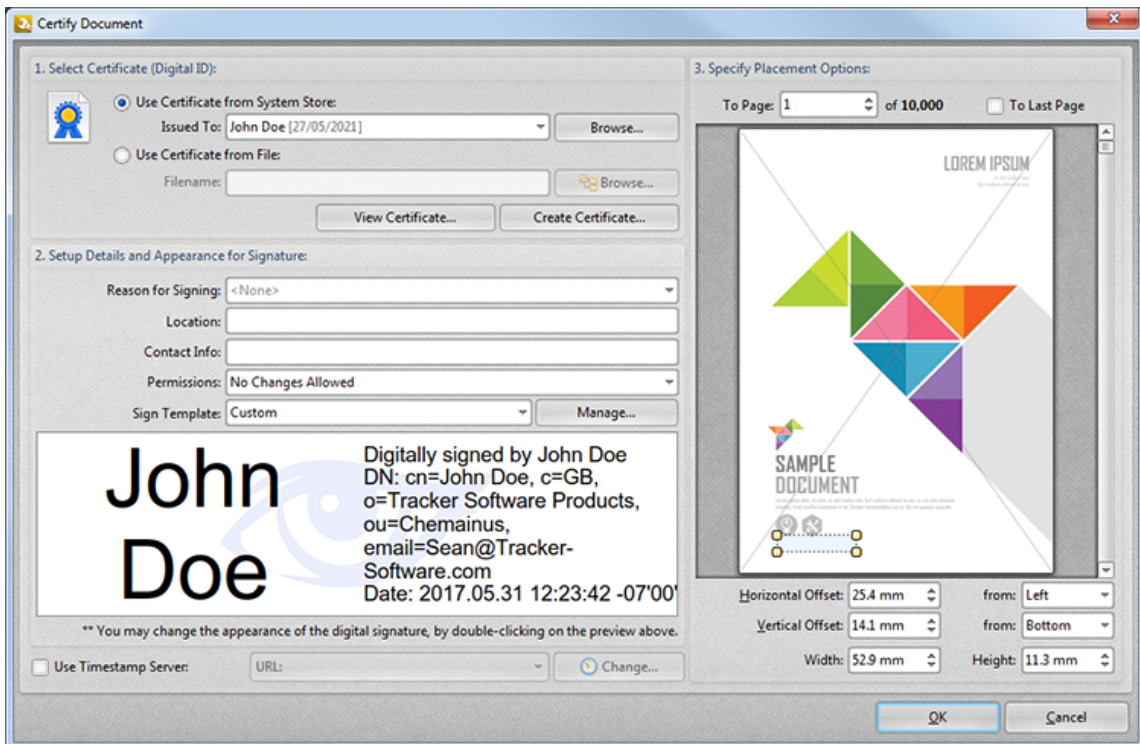 Certify Document
1. Select Certificate (Digital ID):
Use Certificate from System Store:
Issued To: John Doe [27/05/2021]
Browse...
Use Certificate from File:
Filename:
Browse...
View Certificate...
Create Certificate...
2. Setup Details and Appearance for Signature:
Reason for Signing: <None>
Location:
Contact Info:
Permissions: No Changes Allowed
Sign Template: Custom
Manage...
John
Doe
Digitally signed by John Doe
DN: cn=John Doe, c=GB,
o=Tracker Software Products,
ou=Chemainus,
email=Sean@Tracker-
Software.com
Date: 2017.05.31 12:23:42 -07'00'
** You may change the appearance of the digital signature, by double-clicking on the preview above.
Use Timestamp Server:
URL:
Change...
3. Specify Placement Options:
To Page: 1 of 10,000
To Last Page
LOREM IPSUM
SAMPLE
DOCUMENT
Horizontal Offset: 25.4 mm from: Left
Vertical Offset: 14.1 mm from: Bottom
Width: 52.9 mm Height: 11.3 mm
OK
Cancel